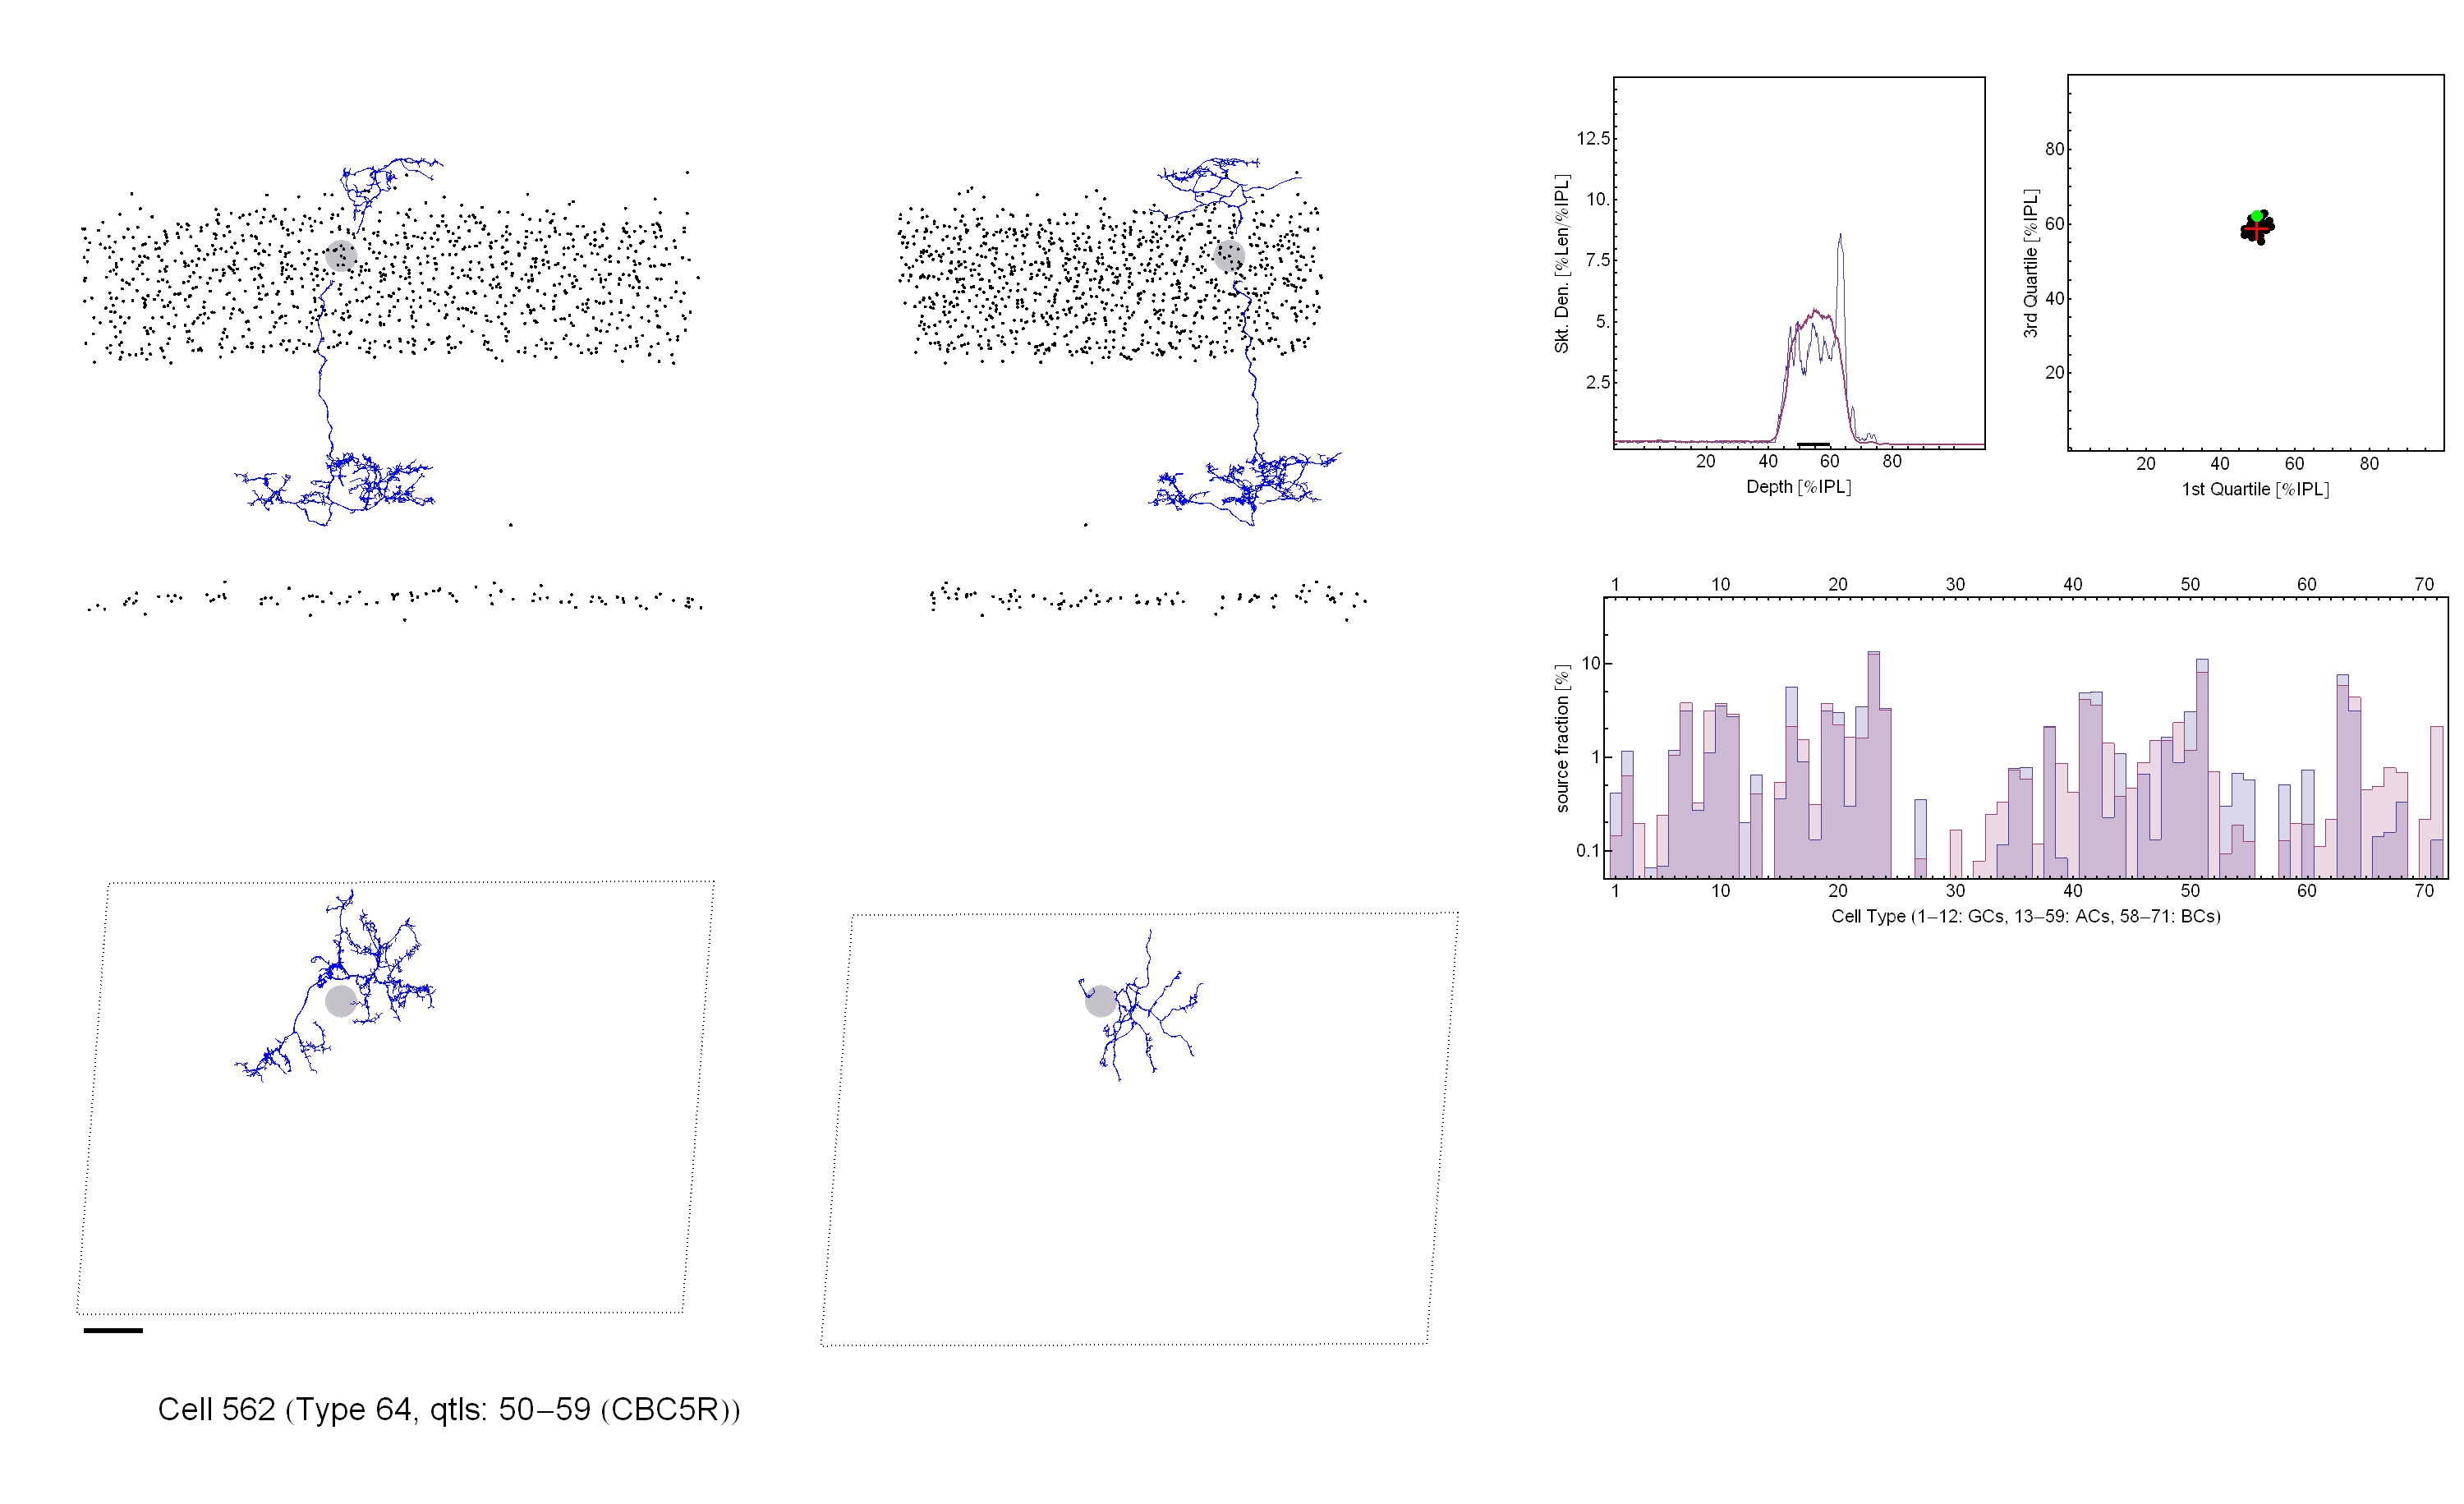 12.5
10.
7.5
5.
2.5
Skt. Den. [%Len/%IPL]
20 40 60 80
Depth [%IPL]
80
60
40
20
3rd Quartile [%IPL]
20 40 60 80
1st Quartile [%IPL]
1 10 20 30 40 50 60 70
10
1
0.1
source fraction [%]
1 10 20 30 40 50 60 70
Cell Type (1–12: GCs, 13–59: ACs, 58–71: BCs)
Cell 562 (Type 64, qtls: 50–59 (CBC5R))